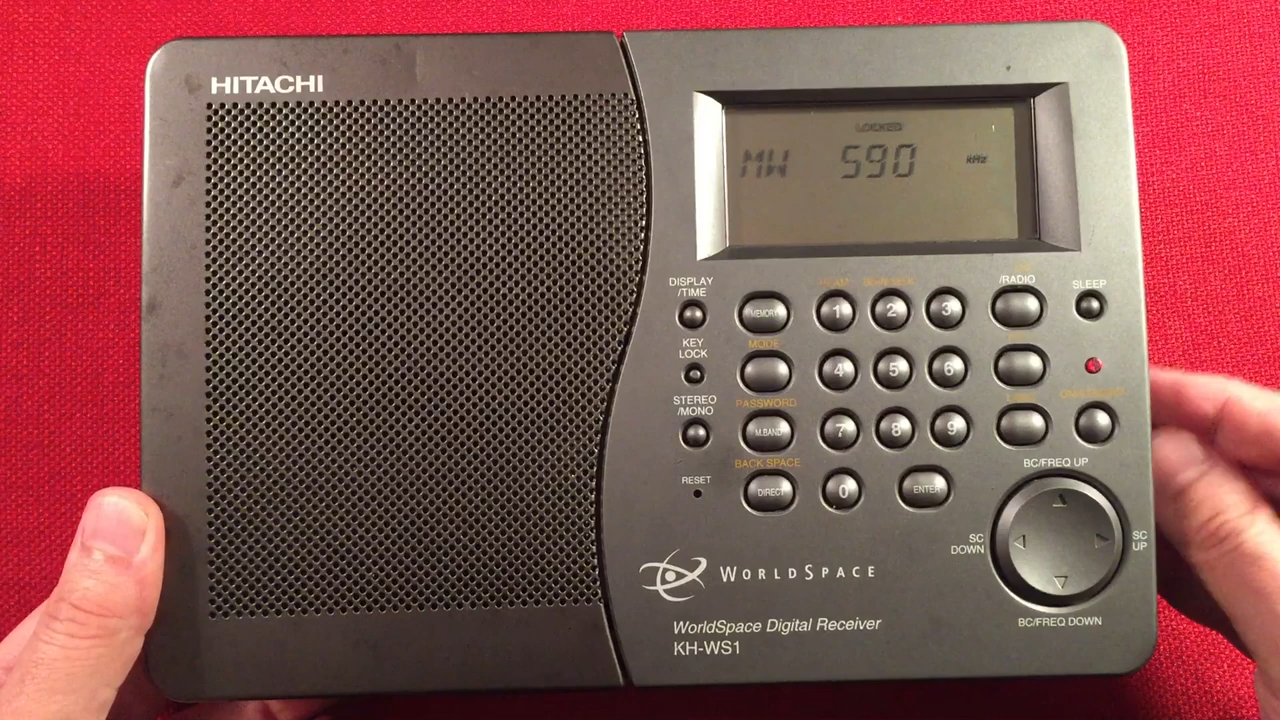 HITACHI
LOCKED
MW 590 kHz
DISPLAY
/TIME
MEMORY
1
2
3
/RADIO
SLEEP
KEY
LOCK
MODE
4
5
6
STEREO
/MONO
PASSWORD
M.BAND
7
8
9
BACK SPACE
RESET
DIRECT
0
ENTER
BC/FREQ UP
SC
DOWN
SC
UP
BC/FREQ DOWN
WORLDSPACE
WorldSpace Digital Receiver
KH-WS1